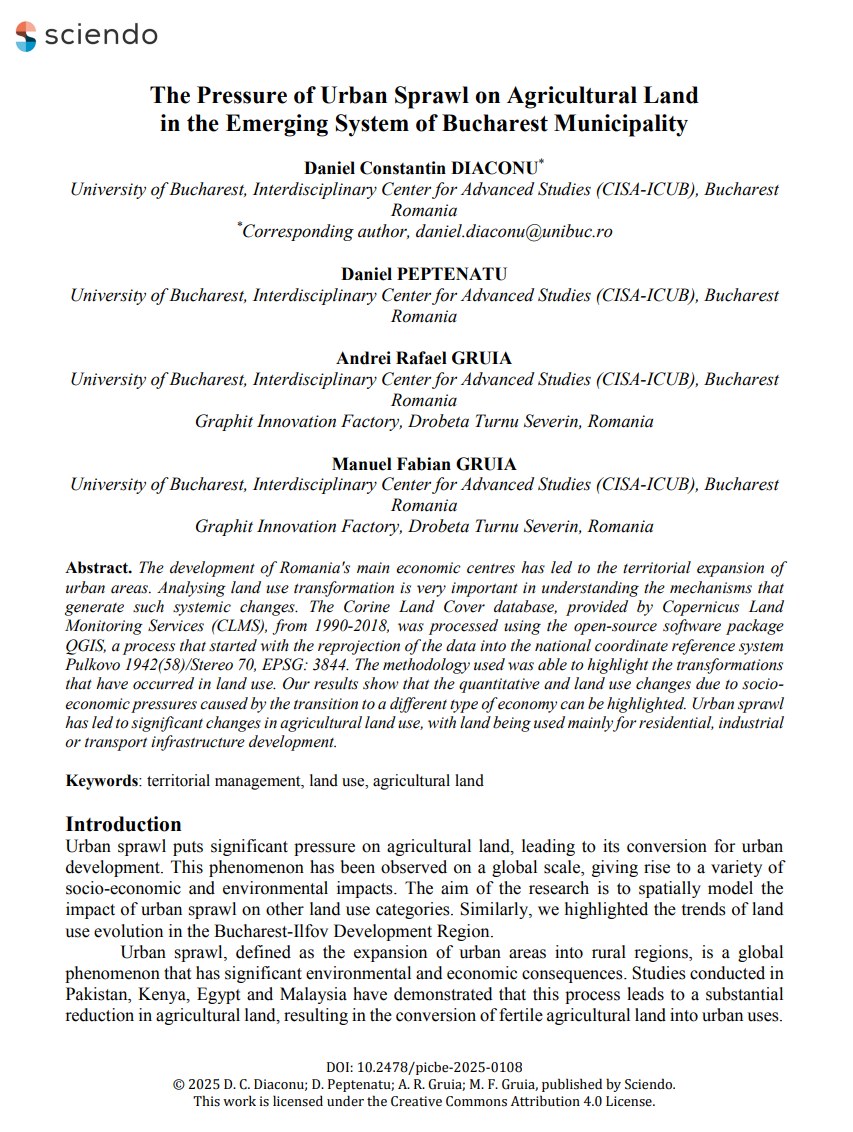 sciendo
The Pressure of Urban Sprawl on Agricultural Land
in the Emerging System of Bucharest Municipality
Daniel Constantin DIACONU*
University of Bucharest, Interdisciplinary Center for Advanced Studies (CISA-ICUB), Bucharest
Romania
*Corresponding author, daniel.diaconu@unibuc.ro
Daniel PEPTENATU
University of Bucharest, Interdisciplinary Center for Advanced Studies (CISA-ICUB), Bucharest
Romania
Andrei Rafael GRUIA
University of Bucharest, Interdisciplinary Center for Advanced Studies (CISA-ICUB), Bucharest
Romania
Graphit Innovation Factory, Drobeta Turnu Severin, Romania
Manuel Fabian GRUIA
University of Bucharest, Interdisciplinary Center for Advanced Studies (CISA-ICUB), Bucharest
Romania
Graphit Innovation Factory, Drobeta Turnu Severin, Romania
Abstract. The development of Romania's main economic centres has led to the territorial expansion of
urban areas. Analysing land use transformation is very important in understanding the mechanisms that
generate such systemic changes. The Corine Land Cover database, provided by Copernicus Land
Monitoring Services (CLMS), from 1990-2018, was processed using the open-source software package
QGIS, a process that started with the reprojection of the data into the national coordinate reference system
Pulkovo 1942(58)/Stereo 70, EPSG: 3844. The methodology used was able to highlight the transformations
that have occurred in land use. Our results show that the quantitative and land use changes due to socio-
economic pressures caused by the transition to a different type of economy can be highlighted. Urban sprawl
has led to significant changes in agricultural land use, with land being used mainly for residential, industrial
or transport infrastructure development.
Keywords: territorial management, land use, agricultural land
Introduction
Urban sprawl puts significant pressure on agricultural land, leading to its conversion for urban
development. This phenomenon has been observed on a global scale, giving rise to a variety of
socio-economic and environmental impacts. The aim of the research is to spatially model the
impact of urban sprawl on other land use categories. Similarly, we highlighted the trends of land
use evolution in the Bucharest-Ilfov Development Region.
Urban sprawl, defined as the expansion of urban areas into rural regions, is a global
phenomenon that has significant environmental and economic consequences. Studies conducted in
Pakistan, Kenya, Egypt and Malaysia have demonstrated that this process leads to a substantial
reduction in agricultural land, resulting in the conversion of fertile agricultural land into urban uses.
DOI: 10.2478/picbe-2025-0108
© 2025 D. C. Diaconu; D. Peptenatu; A. R. Gruia; M. F. Gruia, published by Sciendo.
This work is licensed under the Creative Commons Attribution 4.0 License.